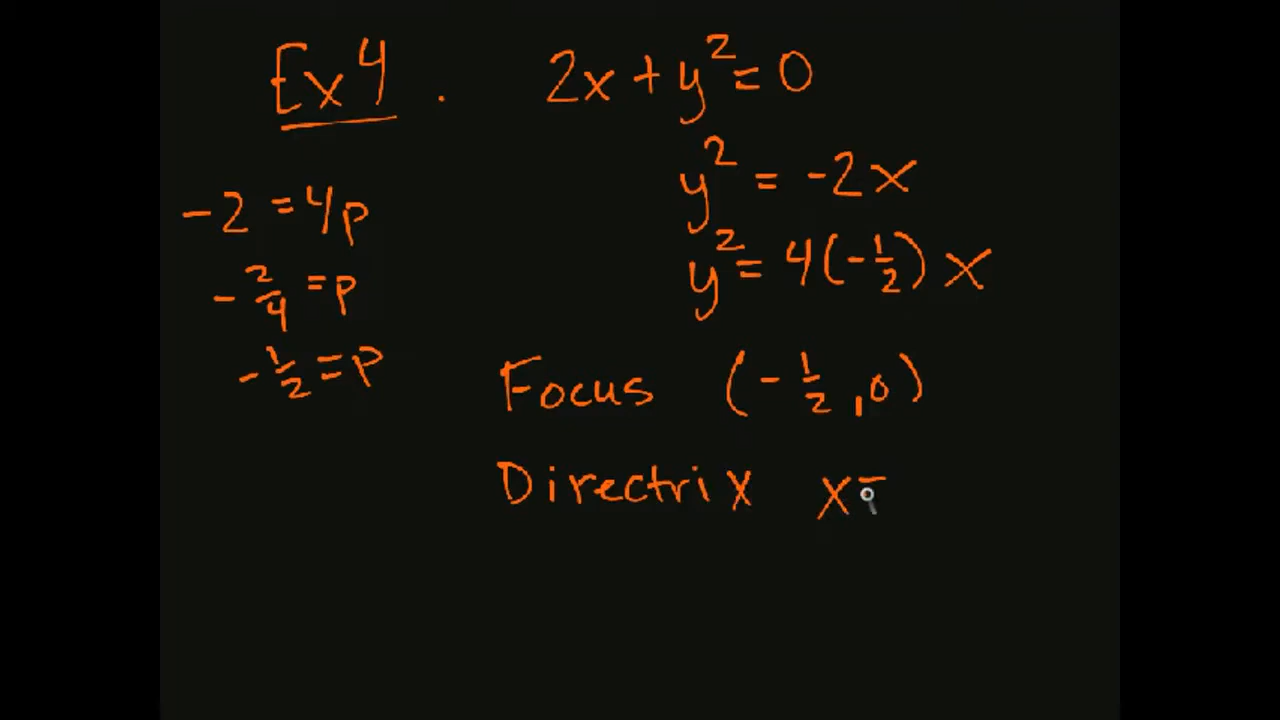 Ex 4. 2x + y² = 0
y² = -2x
-2 = 4p
y² = 4(-1/2)x
-2/4 = p
-1/2 = p
Focus (-1/2, 0)
Directrix x=